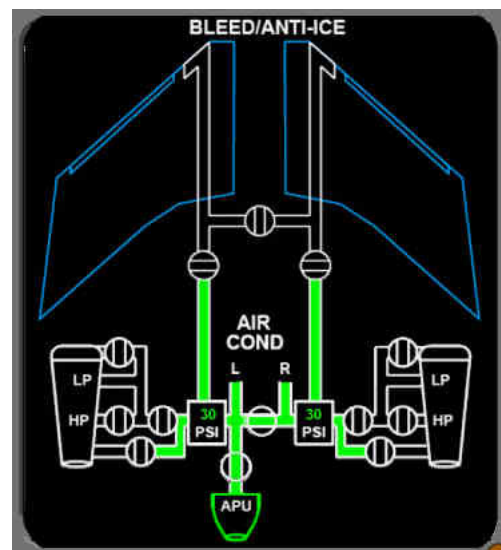 BLEED/ANTI-ICE
AIR
COND
L R
LP LP
HP HP
30 30
PSI PSI
APU